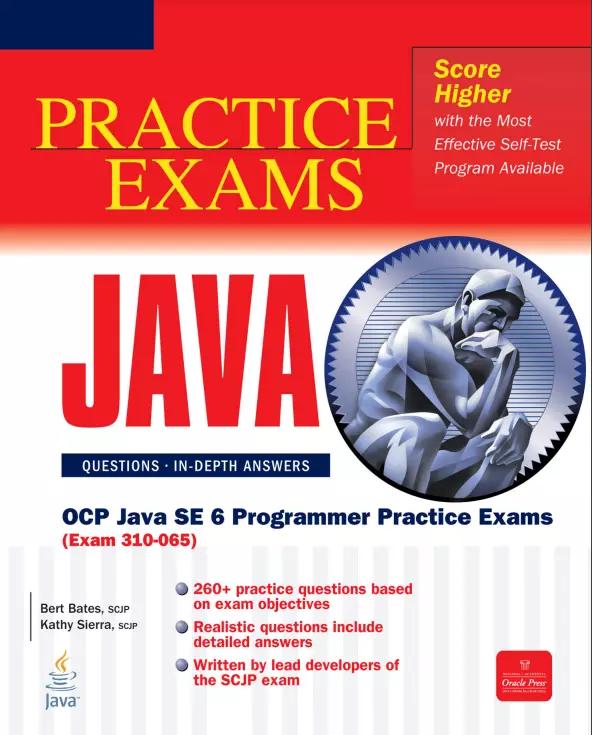 PRACTICE
EXAMS
Score
Higher
with the Most
Effective Self-Test
Program Available
JAVA
QUESTIONS · IN-DEPTH ANSWERS
OCP Java SE 6 Programmer Practice Exams
(Exam 310-065)
Bert Bates, SCJP
Kathy Sierra, SCJP
260+ practice questions based
on exam objectives
Realistic questions include
detailed answers
Written by lead developers of
the SCJP exam
Java™
Oracle Press™